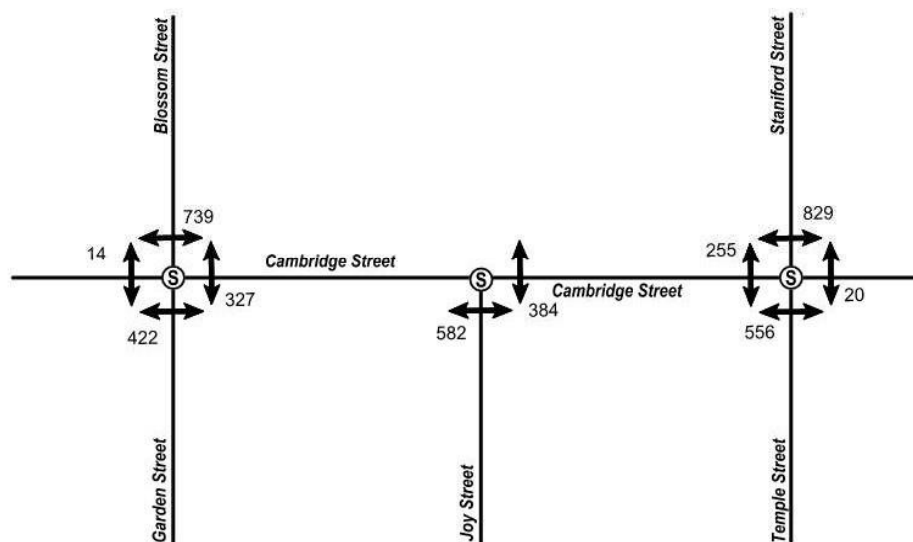 Blossom Street
Staniford Street
739
829
14
255
S
Cambridge Street
S
Cambridge Street
S
327
384
20
422
582
556
Garden Street
Joy Street
Temple Street